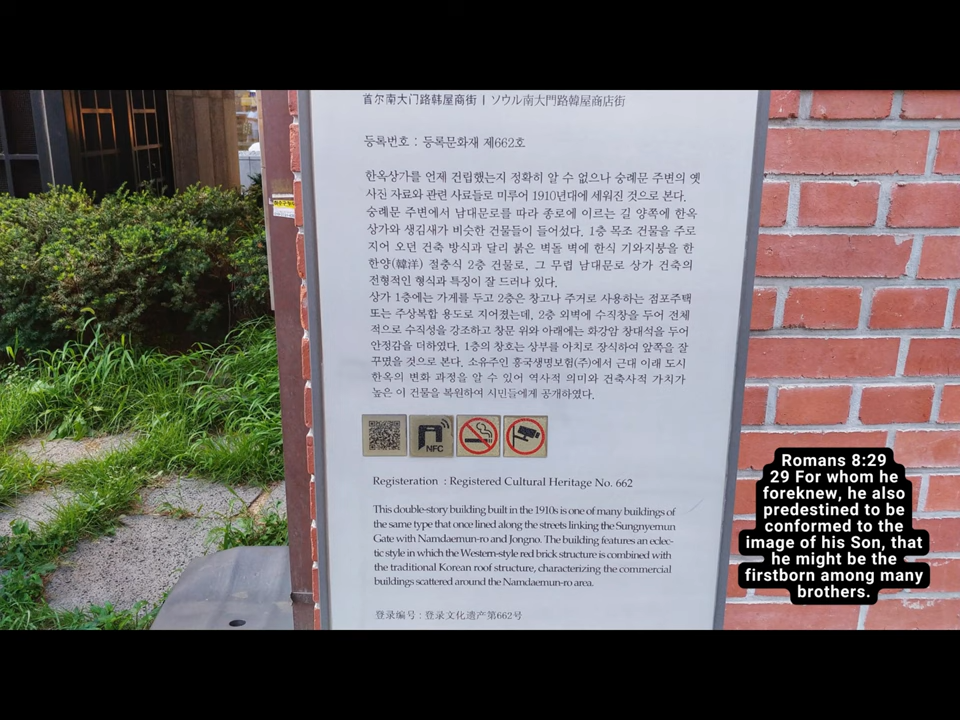 首尔南大门路韩屋商街 | ソウル南大門路韓屋商店街
등록번호 : 등록문화재 제662호
한옥상가를 언제 건립했는지 정확히 알 수 없으나 숭례문 주변의 옛
사진 자료와 관련 사료들로 미루어 1910년대에 세워진 것으로 본다.
숭례문 주변에서 남대문로를 따라 종로에 이르는 길 양쪽에 한옥
상가와 생김새가 비슷한 건물들이 들어섰다. 1층 목조 건물을 주로
지어 오던 건축 방식과 달리 붉은 벽돌 벽에 한식 기와지붕을 한
한양(韓洋) 절충식 2층 건물로, 그 무렵 남대문로 상가 건축의
전형적인 형식과 특징이 잘 드러나 있다.
상가 1층에는 가게를 두고 2층은 창고나 주거로 사용하는 점포주택
또는 주상복합 용도로 지어졌는데, 2층 외벽에 수직창을 두어 전체
적으로 수직성을 강조하고 창문 위와 아래에는 화강암 창대석을 두어
안정감을 더하였다. 1층의 창호는 상부를 아치로 장식하여 앞쪽을 잘
꾸몄을 것으로 본다. 소유주인 흥국생명보험(주)에서 근대 이래 도시
한옥의 변화 과정을 알 수 있어 역사적 의미와 건축사적 가치가
높은 이 건물을 복원하여 시민들에게 공개하였다.
NFC
Registeration : Registered Cultural Heritage No. 662
This double-story building built in the 1910s is one of many buildings of
the same type that once lined along the streets linking the Sungnyemun
Gate with Namdaemun-ro and Jongno. The building features an eclec-
tic style in which the Western-style red brick structure is combined with
the traditional Korean roof structure, characterizing the commercial
buildings scattered around the Namdaemun-ro area.
登录编号 : 登录文化遗产第662号
Romans 8:29
29 For whom he
foreknew, he also
predestined to be
conformed to the
image of his Son, that
he might be the
firstborn among many
brothers.